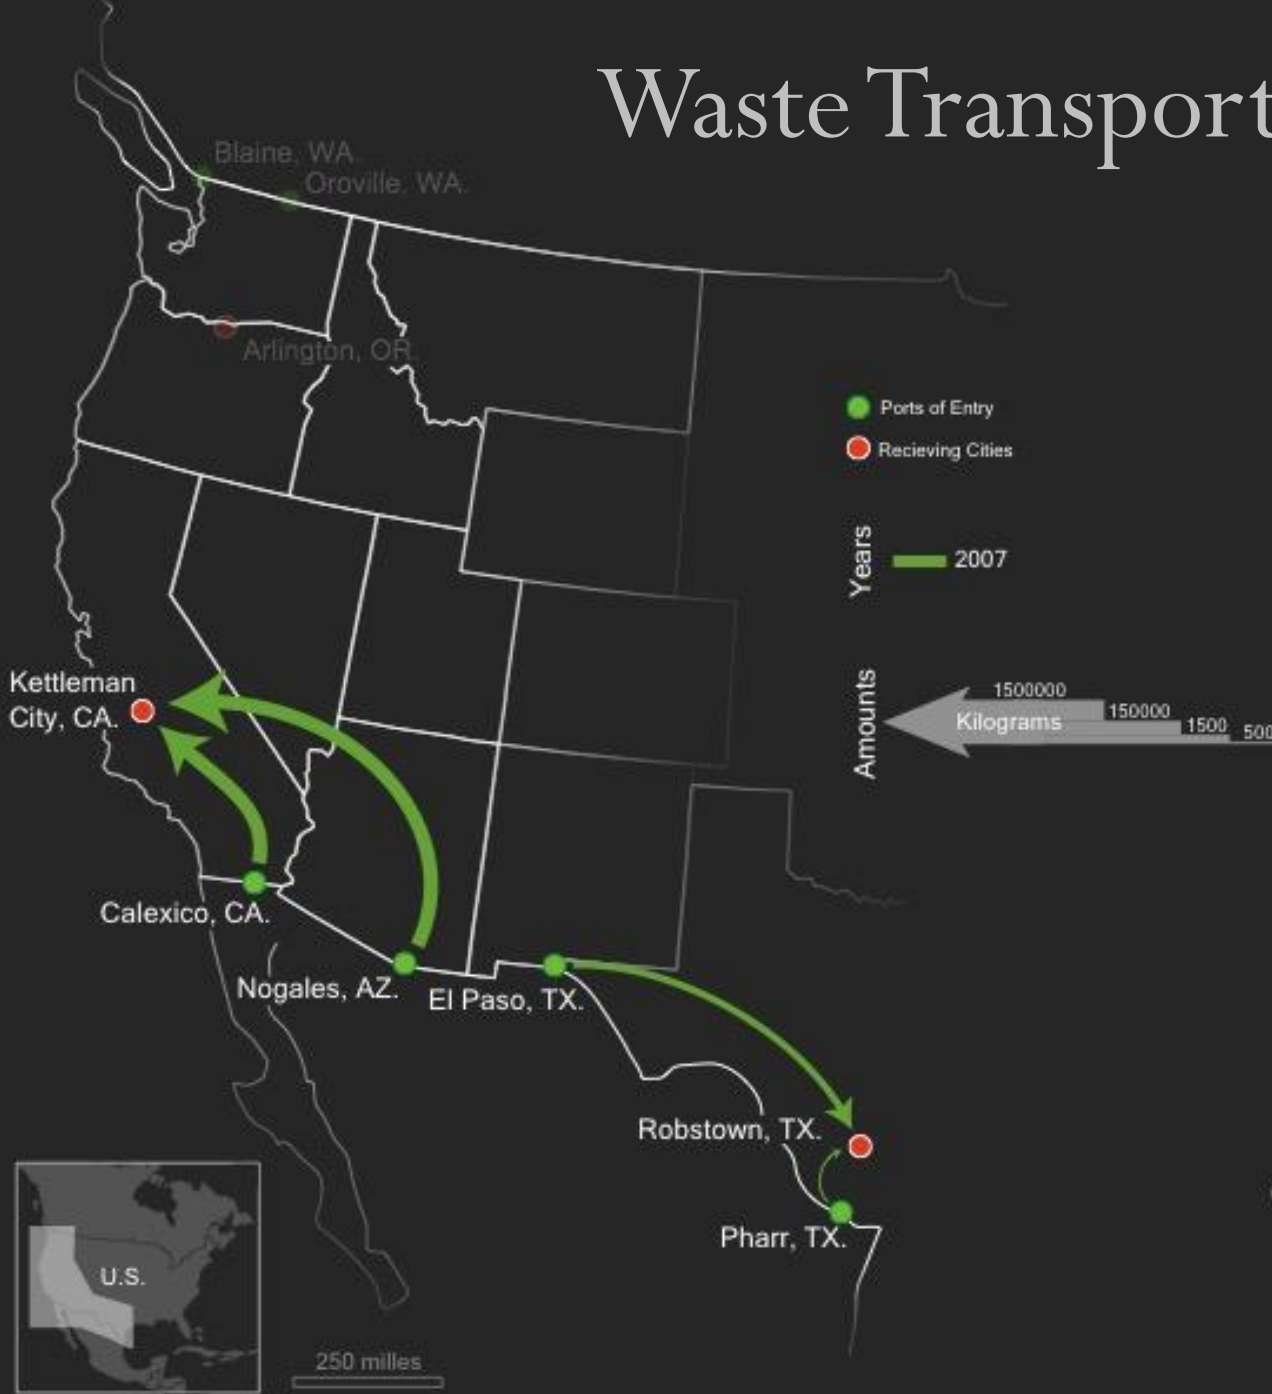 Waste Transport
Blaine, WA.
Oroville, WA.
Arlington, OR.
Ports of Entry
Recieving Cities
Years
2007
Kettleman
City, CA.
Amounts
Kilograms
1500000
150000
1500
500
Calexico, CA.
Nogales, AZ.
El Paso, TX.
Robstown, TX.
Pharr, TX.
U.S.
250 milles